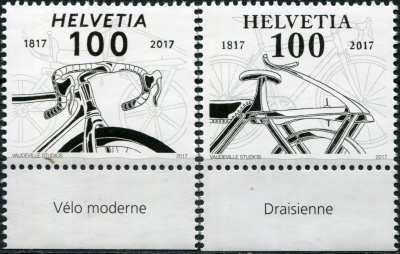 HELVETIA
1817 100 2017
VAUDEVILLE STUDIOS 2017
Vélo moderne
HELVETIA
1817 100 2017
VAUDEVILLE STUDIOS 2017
Draisienne